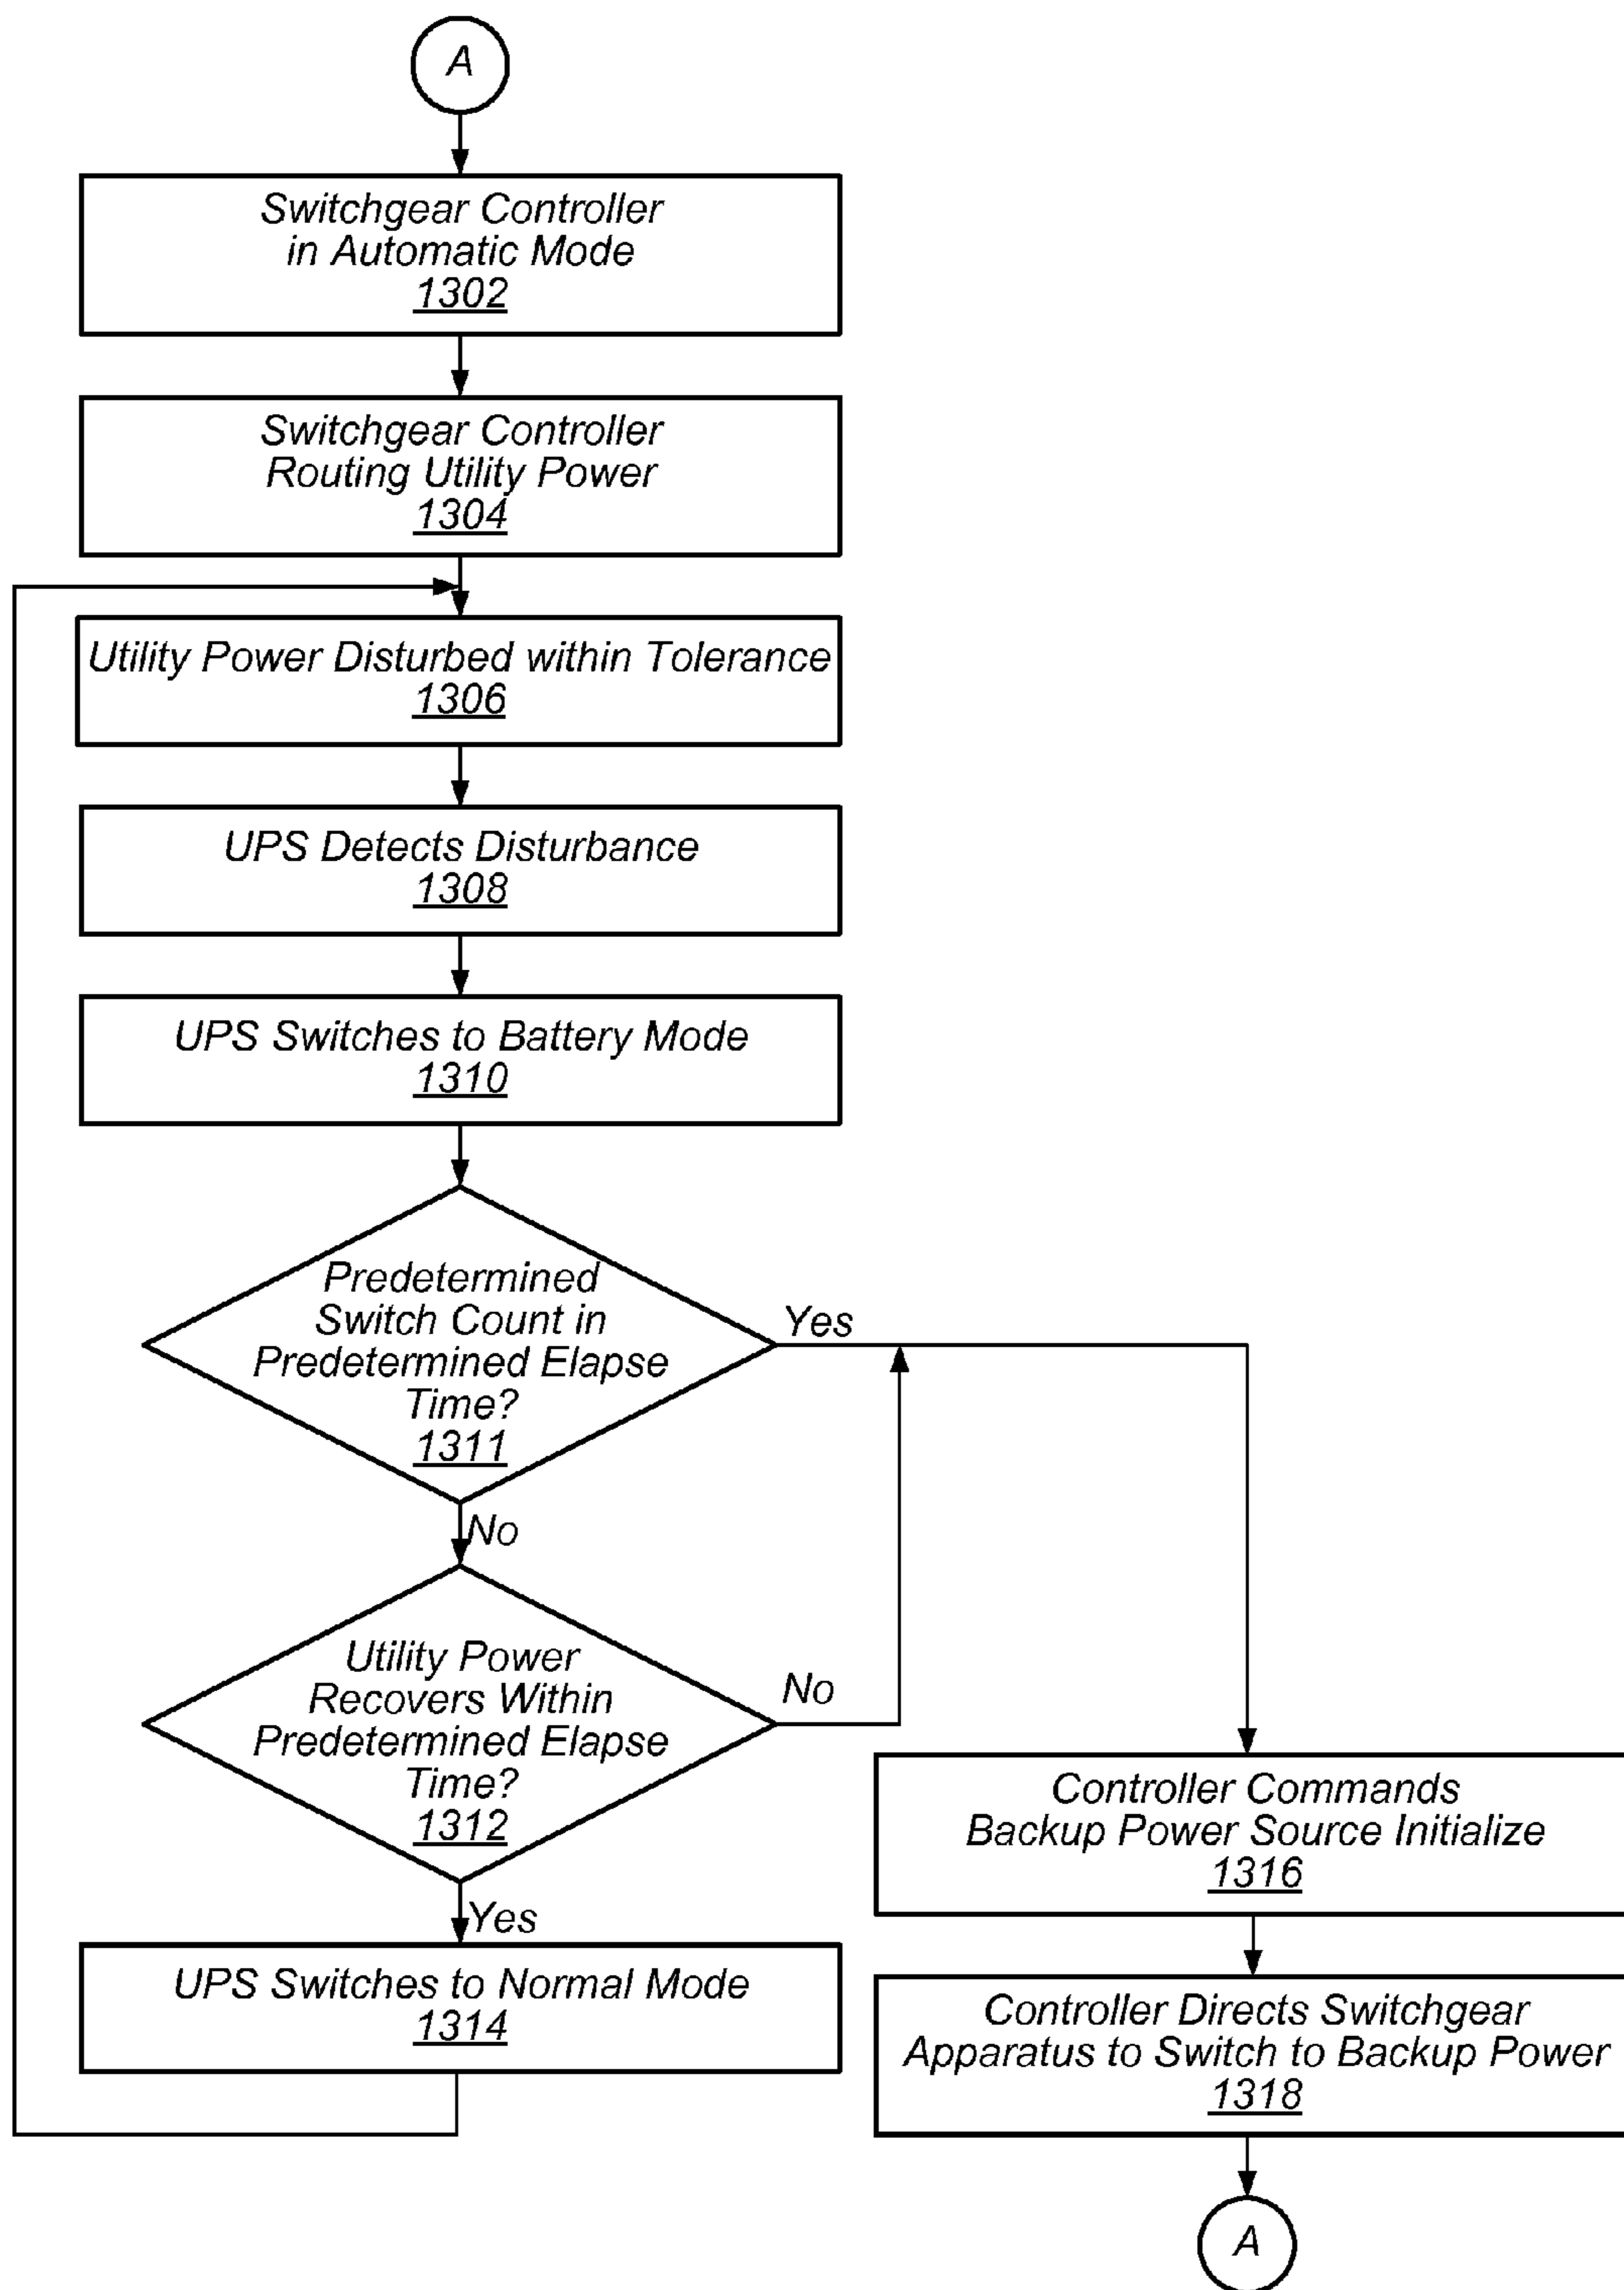 A
Switchgear Controller
in Automatic Mode
1302
Switchgear Controller
Routing Utility Power
1304
Utility Power Disturbed within Tolerance
1306
UPS Detects Disturbance
1308
UPS Switches to Battery Mode
1310
Predetermined
Switch Count in
Predetermined Elapse
Time?
1311
Yes
No
Utility Power
Recovers Within
Predetermined Elapse
Time?
1312
No
Yes
UPS Switches to Normal Mode
1314
Controller Commands
Backup Power Source Initialize
1316
Controller Directs Switchgear
Apparatus to Switch to Backup Power
1318
A